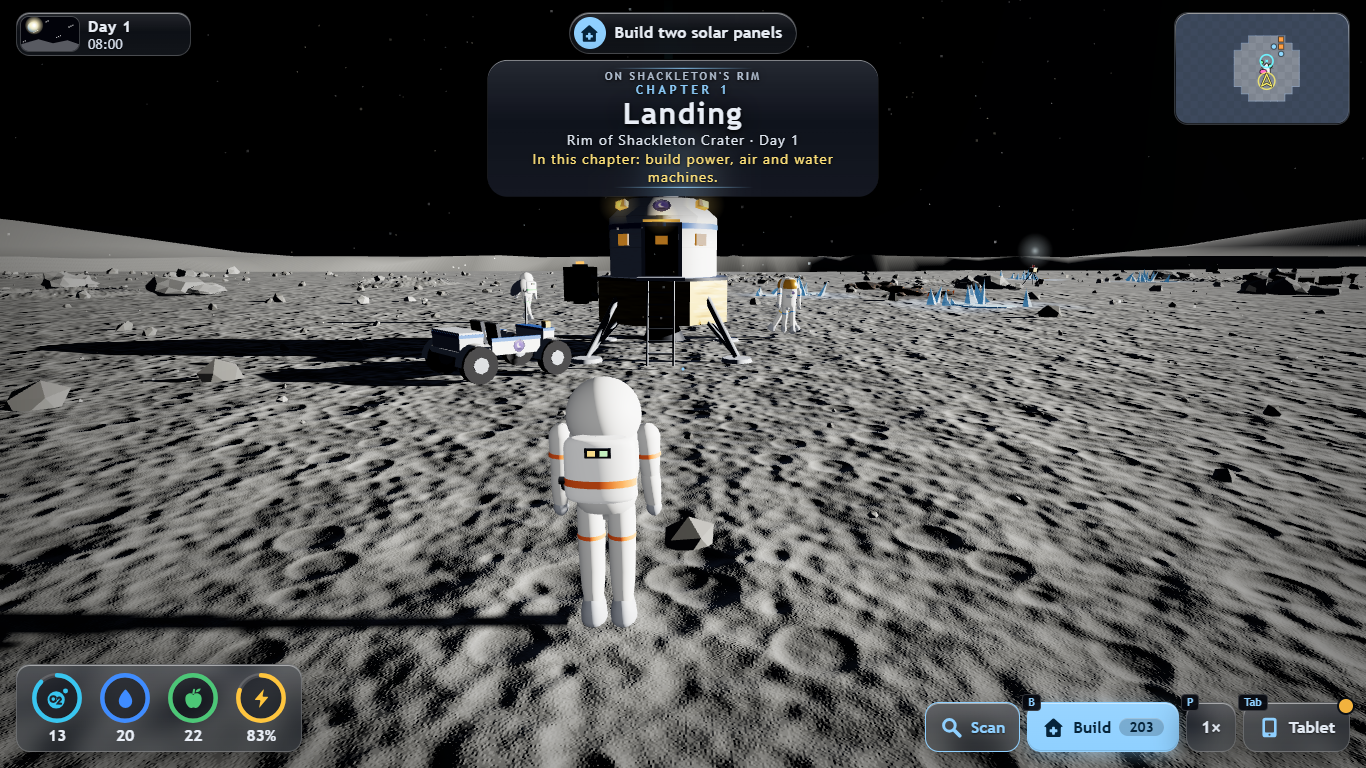 Day 1
08:00
Build two solar panels
ON SHACKLETON'S RIM
CHAPTER 1
Landing
Rim of Shackleton Crater · Day 1
In this chapter: build power, air and water
machines.
O2
13
20
22
83%
Scan
B
Build 203
P
1×
Tab
Tablet